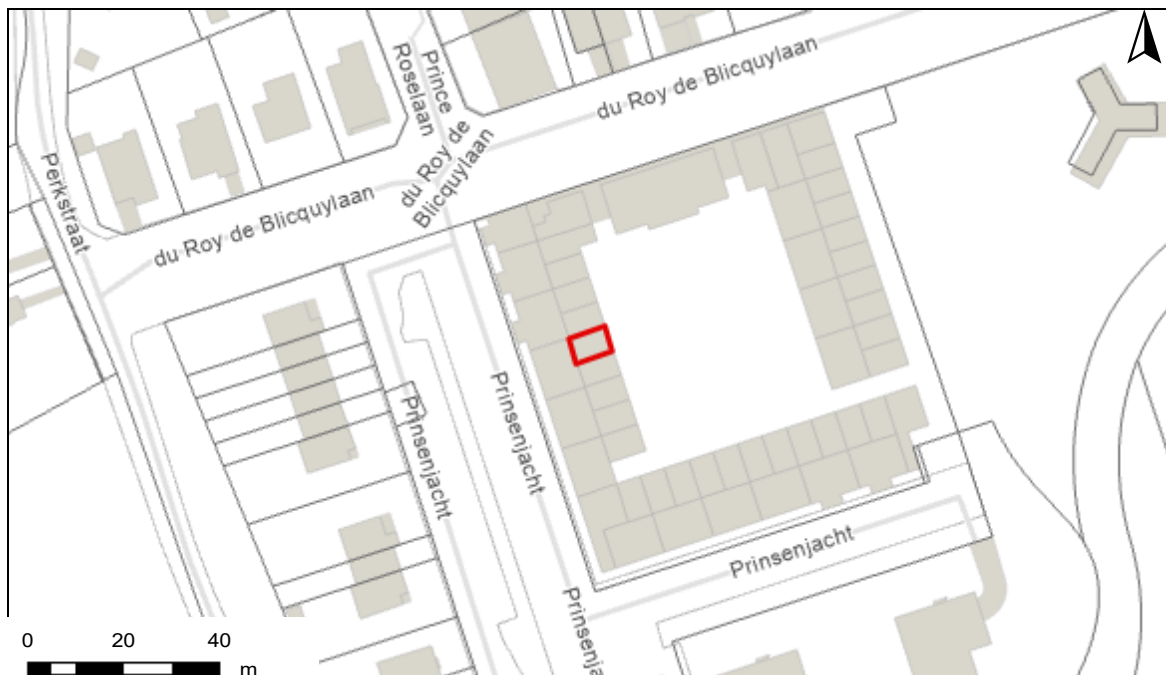 du Roy de Blicquylaan
Prince
Roselaan
du Roy de
Blicquylaan
Perkstraat
du Roy de Blicquylaan
Prinsenjacht
Prinsenjacht
Prinsenjacht
Prinsenja
0 20 40
m